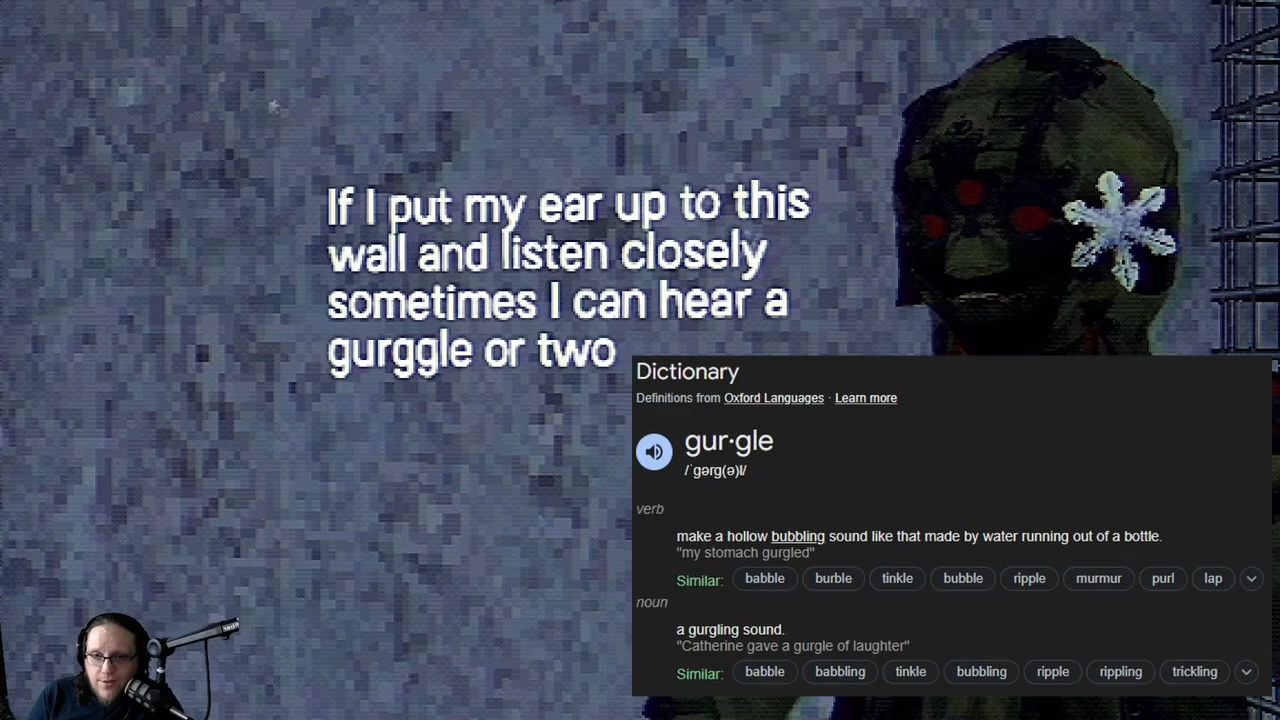 If I put my ear up to this
wall and listen closely
sometimes I can hear a
gurggle or two
Dictionary
Definitions from Oxford Languages · Learn more
gur·gle
/ˈɡərɡ(ə)l/
verb
make a hollow bubbling sound like that made by water running out of a bottle.
"my stomach gurgled"
Similar: babble burble tinkle bubble ripple murmur purl lap
noun
a gurgling sound.
"Catherine gave a gurgle of laughter"
Similar: babble babbling tinkle bubbling ripple rippling trickling